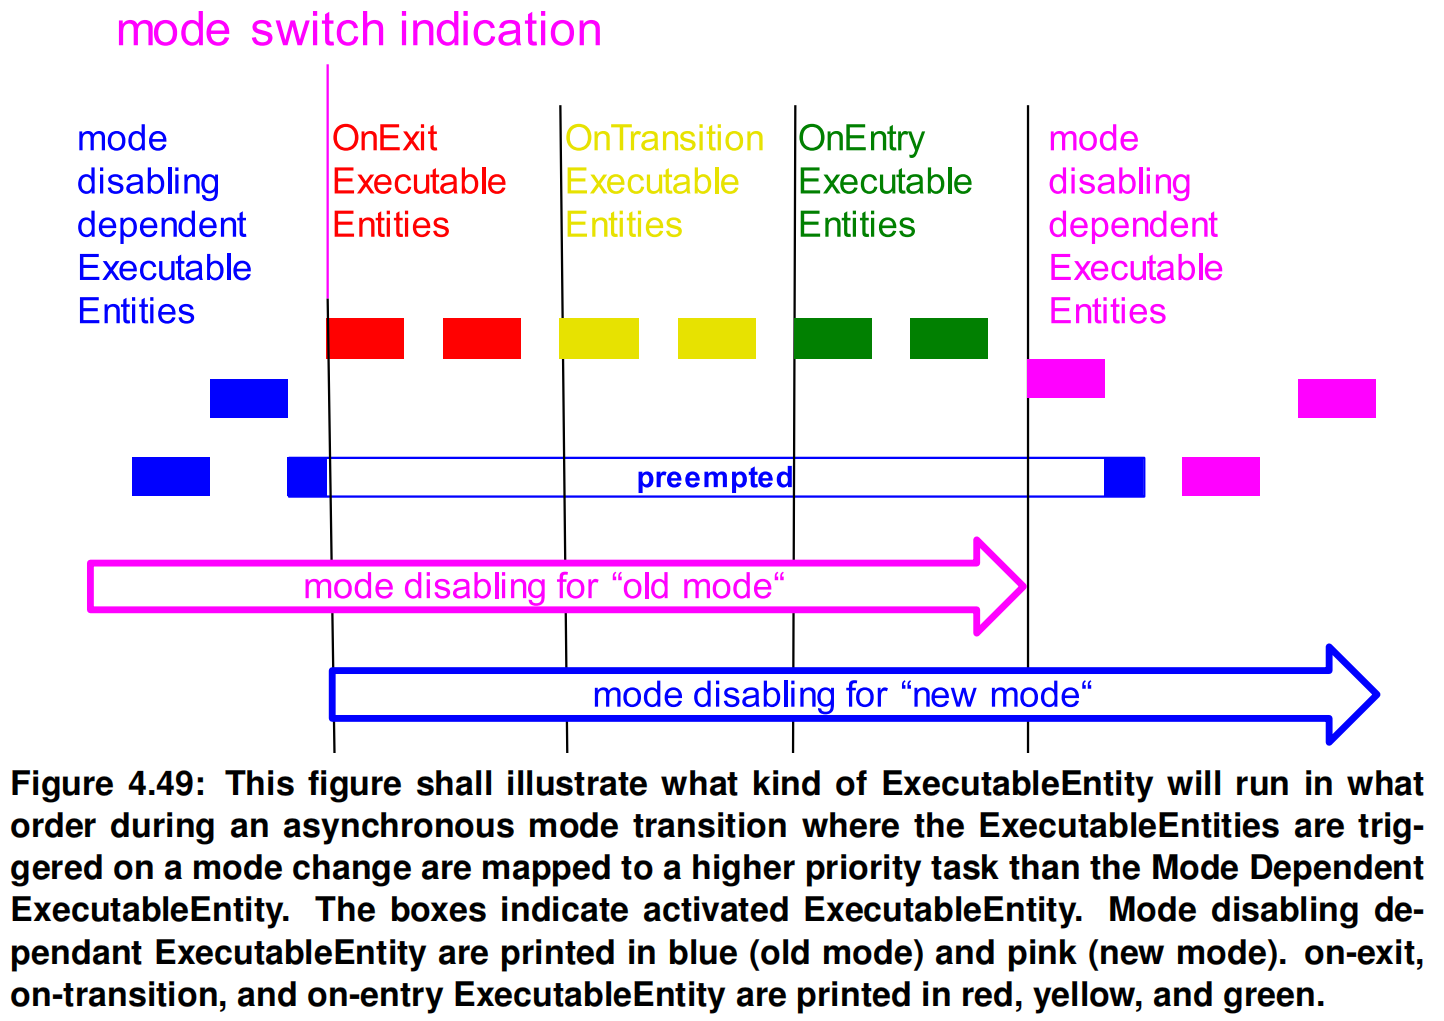 mode switch indication
mode
disabling
dependent
Executable
Entities
OnExit
Executable
Entities
OnTransition
Executable
Entities
OnEntry
Executable
Entities
mode
disabling
dependent
Executable
Entities
preempted
mode disabling for “old mode“
mode disabling for “new mode“
Figure 4.49: This figure shall illustrate what kind of ExecutableEntity will run in what
order during an asynchronous mode transition where the ExecutableEntities are trig-
gered on a mode change are mapped to a higher priority task than the Mode Dependent
ExecutableEntity. The boxes indicate activated ExecutableEntity. Mode disabling de-
pendant ExecutableEntity are printed in blue (old mode) and pink (new mode). on-exit,
on-transition, and on-entry ExecutableEntity are printed in red, yellow, and green.